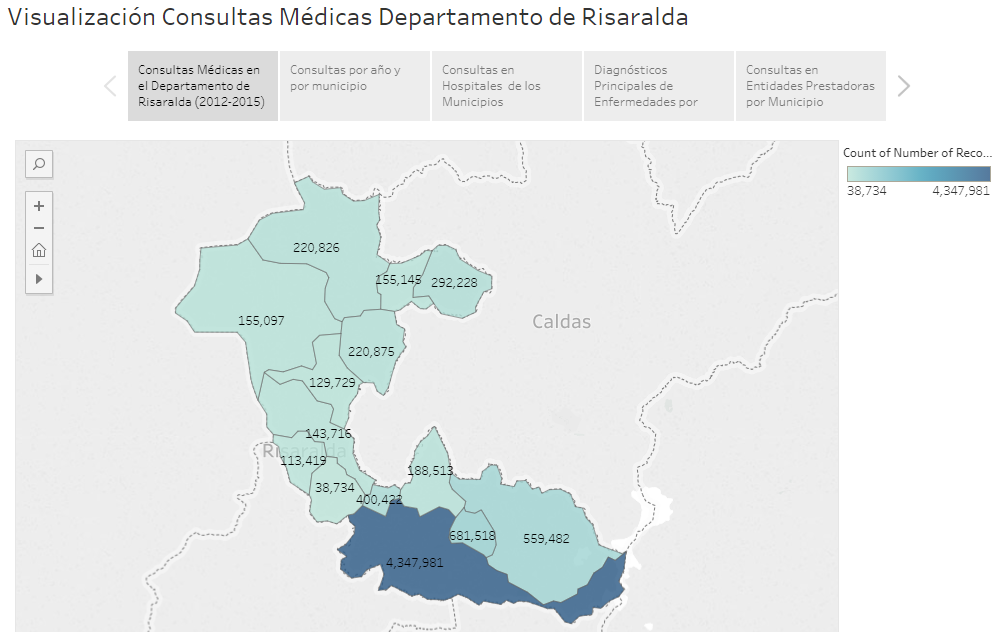 Visualización Consultas Médicas Departamento de Risaralda
Consultas Médicas en
el Departamento de
Risaralda (2012-2015)
Consultas por año y
por municipio
Consultas en
Hospitales de los
Municipios
Diagnósticos
Principales de
Enfermedades por
Consultas en
Entidades Prestadoras
por Municipio
Count of Number of Reco...
38,734 4,347,981
220,826
155,145
292,228
155,097
Caldas
220,875
129,729
143,716
Risaralda
113,419
188,513
38,734
400,422
681,518
559,482
4,347,981